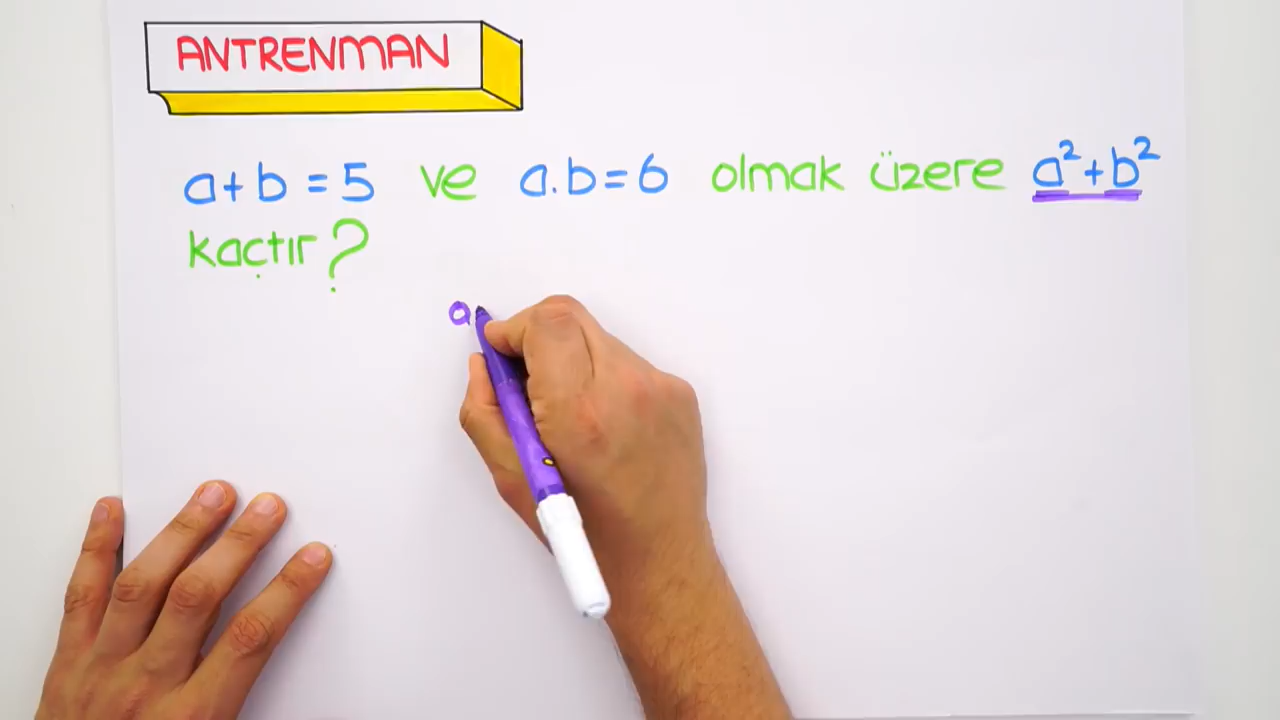 ANTRENMAN
a+b=5 ve a.b=6 olmak üzere a²+b²
kaçtır?
a